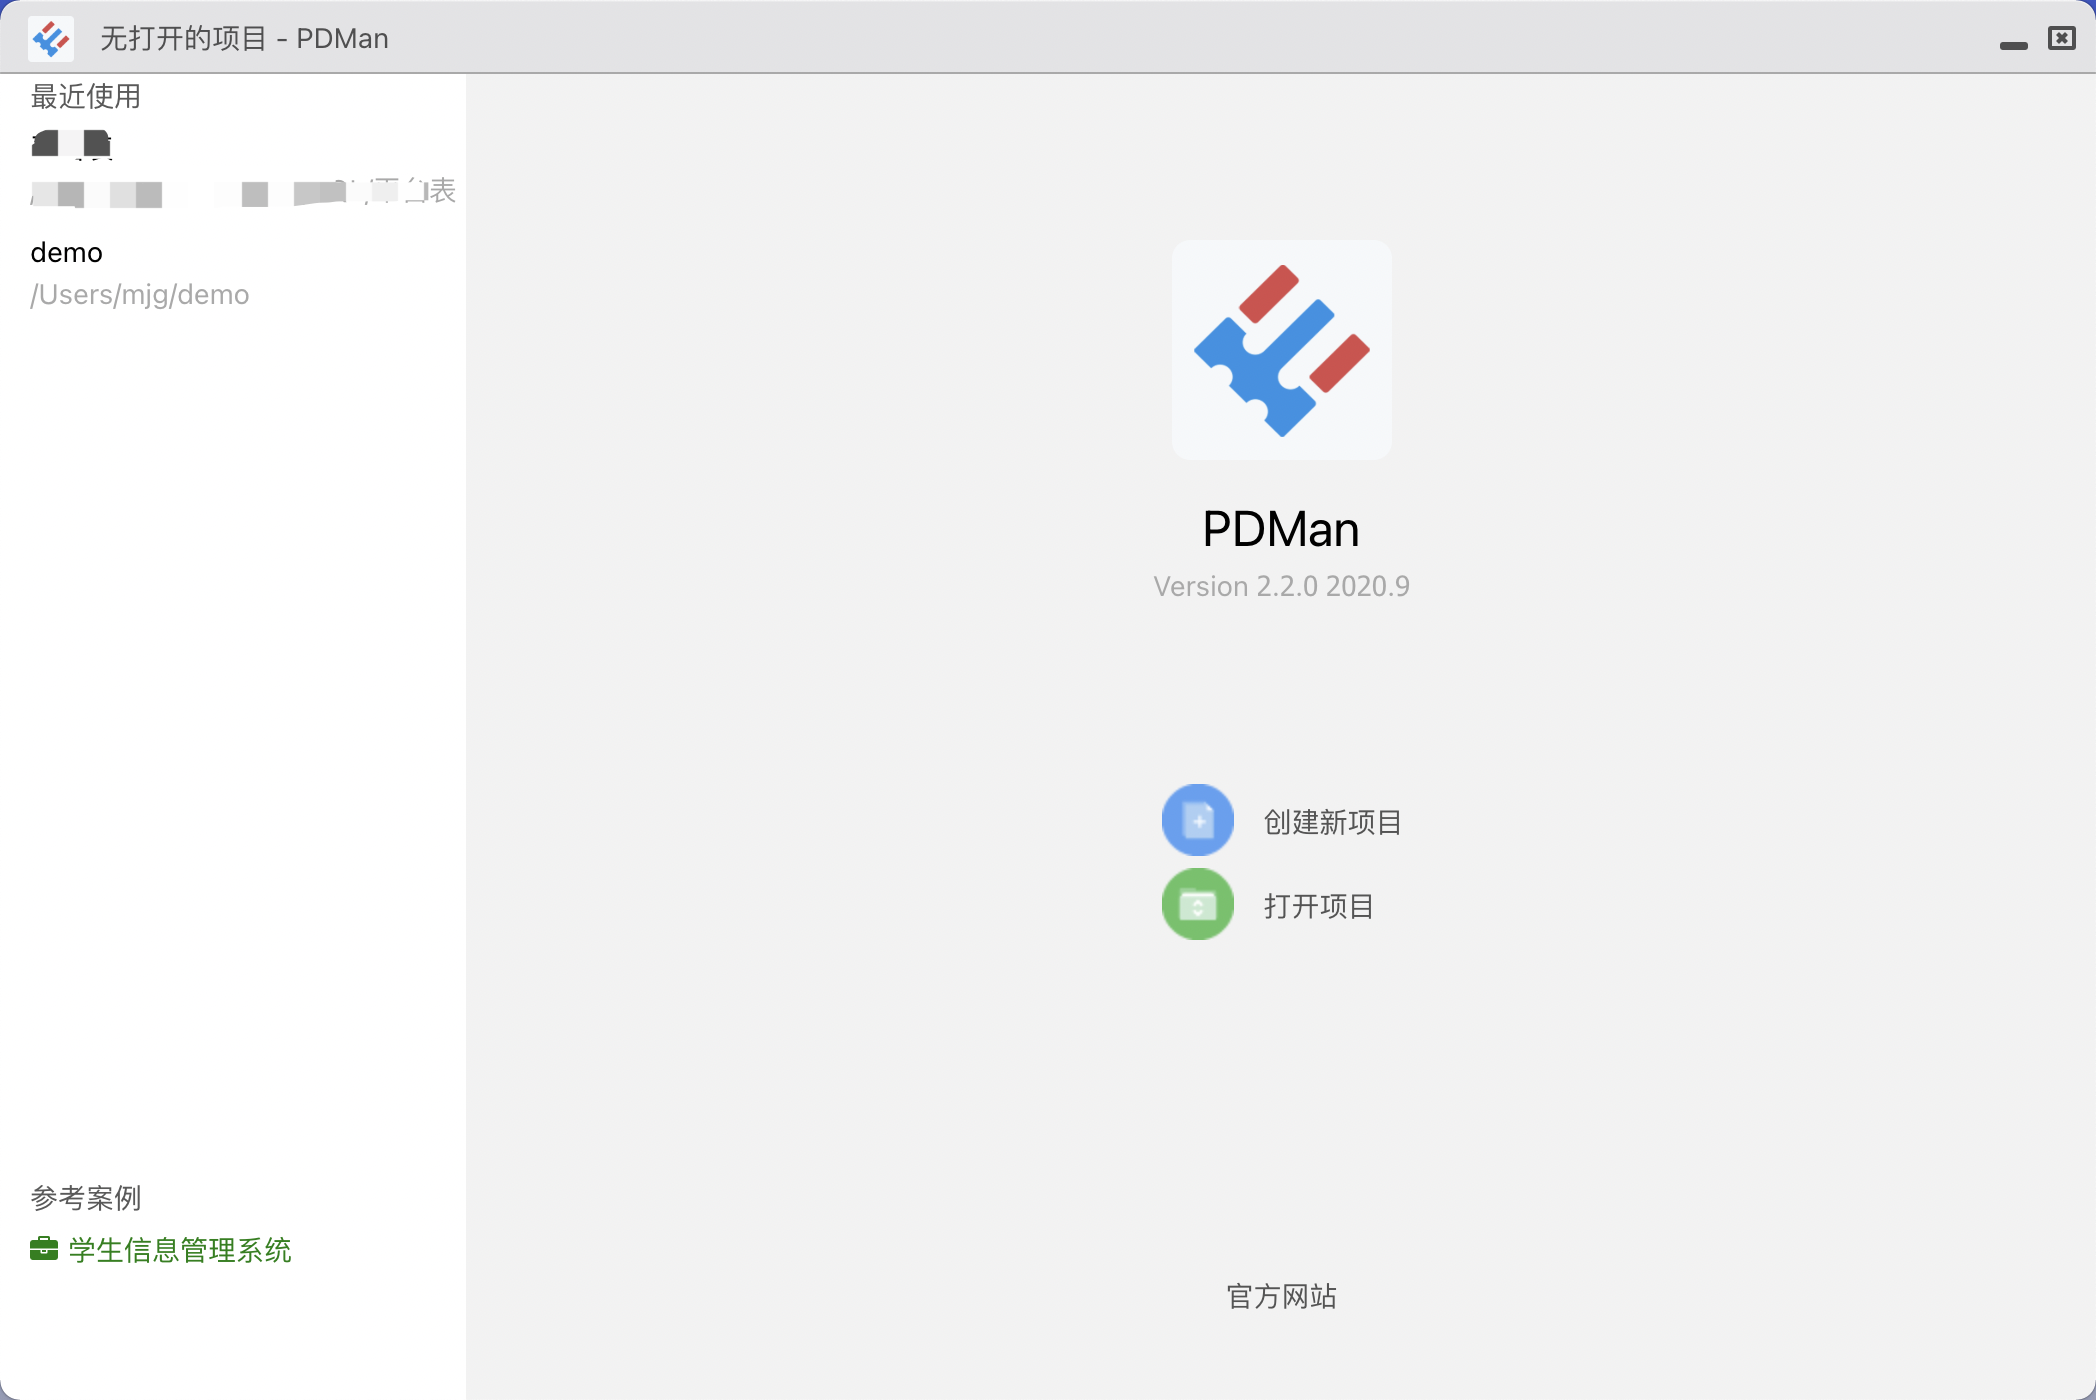 无打开的项目 - PDMan
最近使用
表
demo
/Users/mjg/demo
参考案例
学生信息管理系统
PDMan
Version 2.2.0 2020.9
创建新项目
打开项目
官方网站